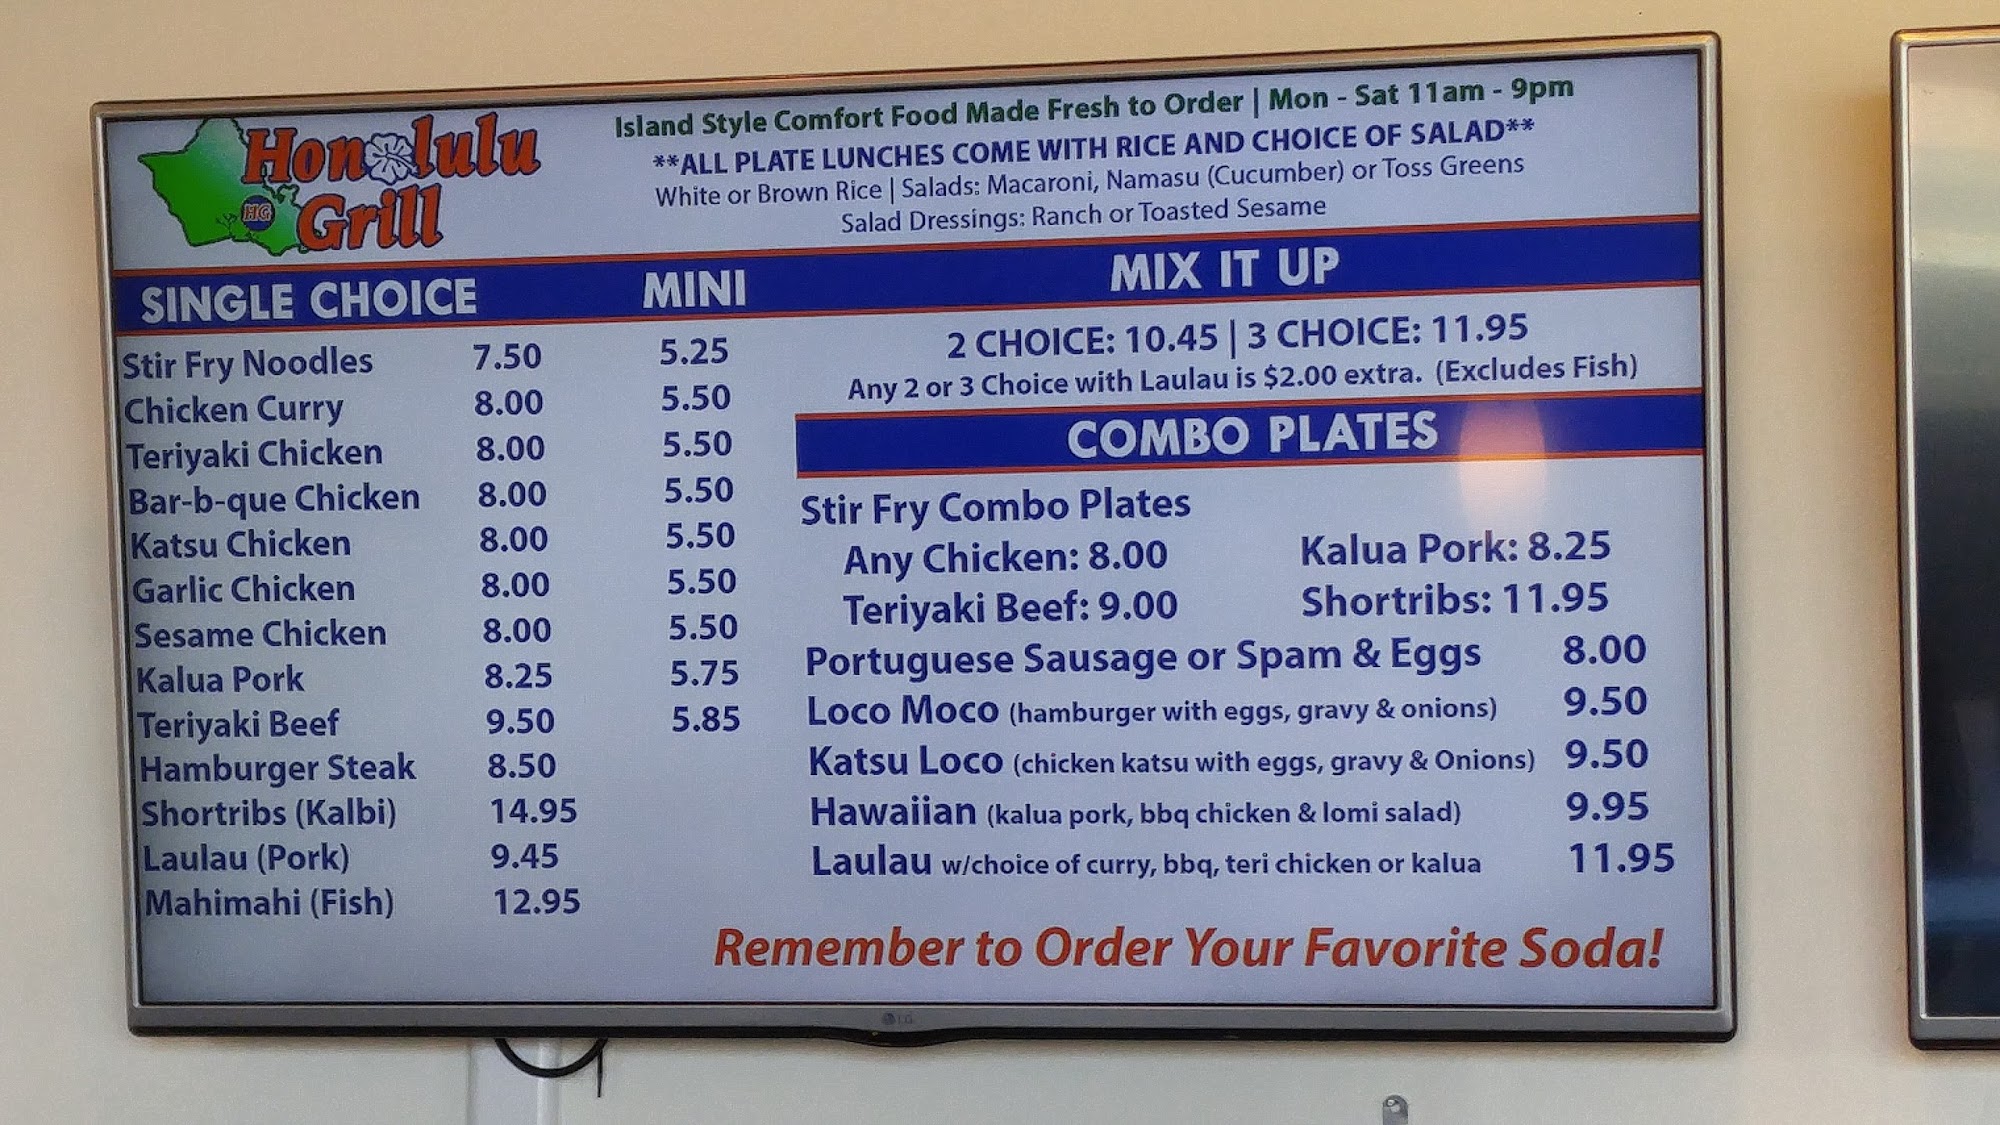 Honolulu
Grill
HG
Island Style Comfort Food Made Fresh to Order | Mon - Sat 11am - 9pm
**ALL PLATE LUNCHES COME WITH RICE AND CHOICE OF SALAD**
White or Brown Rice | Salads: Macaroni, Namasu (Cucumber) or Toss Greens
Salad Dressings: Ranch or Toasted Sesame
SINGLE CHOICE MINI
Stir Fry Noodles 7.50 5.25
Chicken Curry 8.00 5.50
Teriyaki Chicken 8.00 5.50
Bar-b-que Chicken 8.00 5.50
Katsu Chicken 8.00 5.50
Garlic Chicken 8.00 5.50
Sesame Chicken 8.00 5.50
Kalua Pork 8.25 5.75
Teriyaki Beef 9.50 5.85
Hamburger Steak 8.50
Shortribs (Kalbi) 14.95
Laulau (Pork) 9.45
Mahimahi (Fish) 12.95
MIX IT UP
2 CHOICE: 10.45 | 3 CHOICE: 11.95
Any 2 or 3 Choice with Laulau is $2.00 extra. (Excludes Fish)
COMBO PLATES
Stir Fry Combo Plates
Any Chicken: 8.00 Kalua Pork: 8.25
Teriyaki Beef: 9.00 Shortribs: 11.95
Portuguese Sausage or Spam & Eggs 8.00
Loco Moco (hamburger with eggs, gravy & onions) 9.50
Katsu Loco (chicken katsu with eggs, gravy & Onions) 9.50
Hawaiian (kalua pork, bbq chicken & lomi salad) 9.95
Laulau w/choice of curry, bbq, teri chicken or kalua 11.95
Remember to Order Your Favorite Soda!
LG